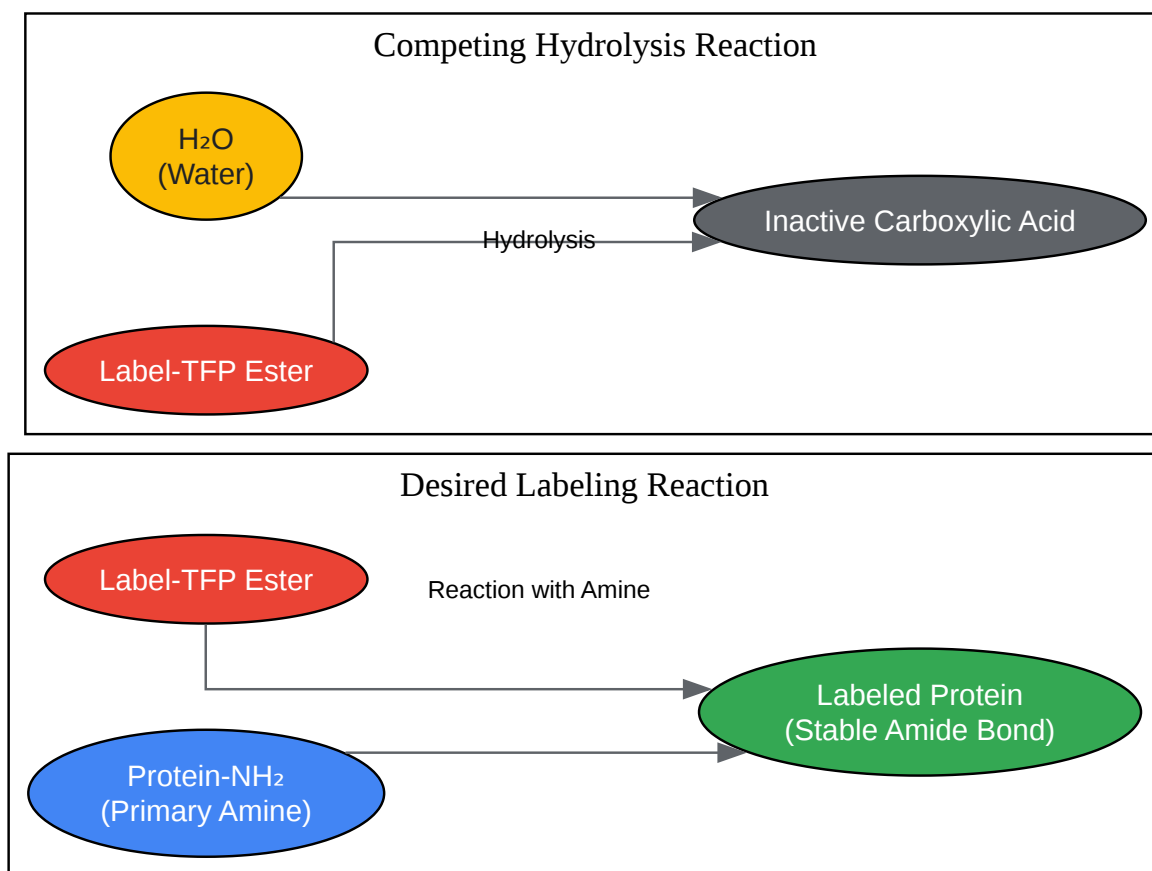 Competing Hydrolysis Reaction
H₂O
(Water)
Inactive Carboxylic Acid
Hydrolysis
Label-TFP Ester
Desired Labeling Reaction
Label-TFP Ester
Reaction with Amine
Labeled Protein
(Stable Amide Bond)
Protein-NH₂
(Primary Amine)